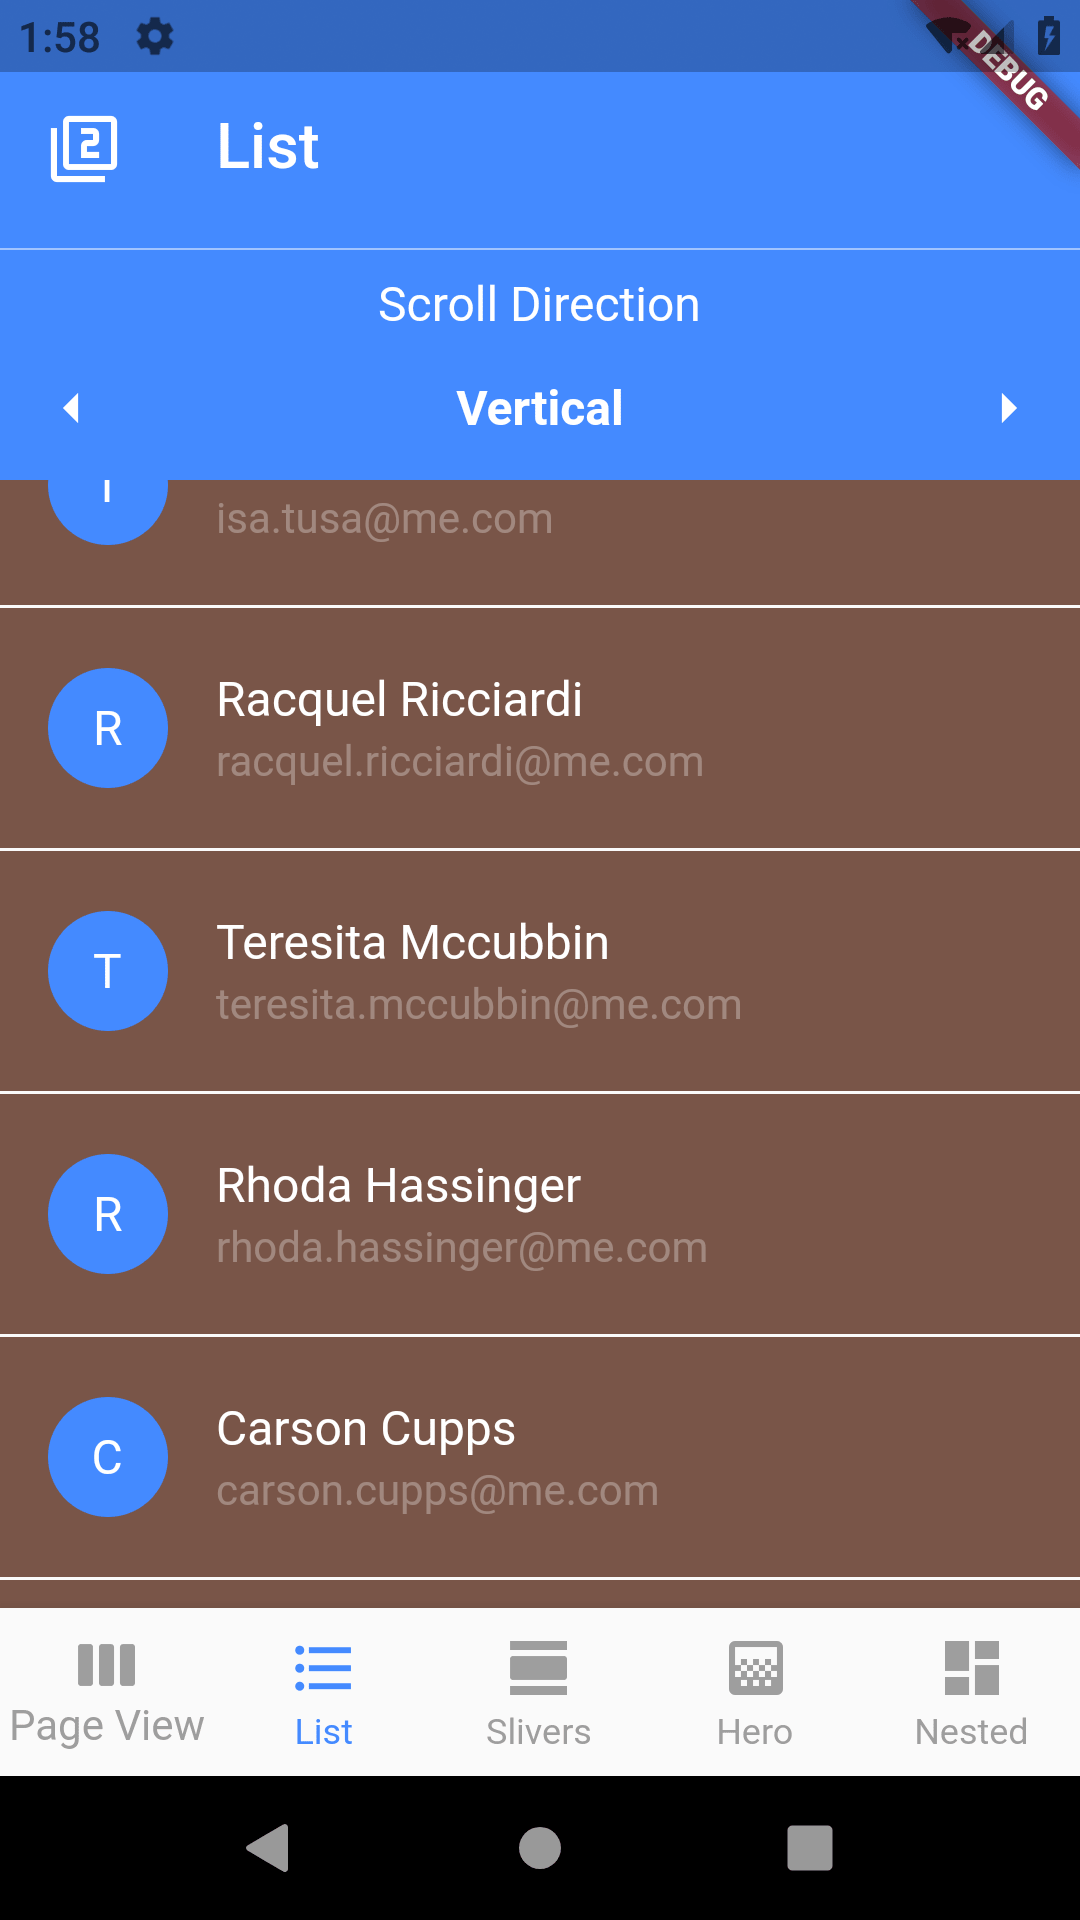 1:58
DEBUG
2
List
Scroll Direction
Vertical
isa.tusa@me.com
R
Racquel Ricciardi
racquel.ricciardi@me.com
T
Teresita Mccubbin
teresita.mccubbin@me.com
R
Rhoda Hassinger
rhoda.hassinger@me.com
C
Carson Cupps
carson.cupps@me.com
Page View
List
Slivers
Hero
Nested